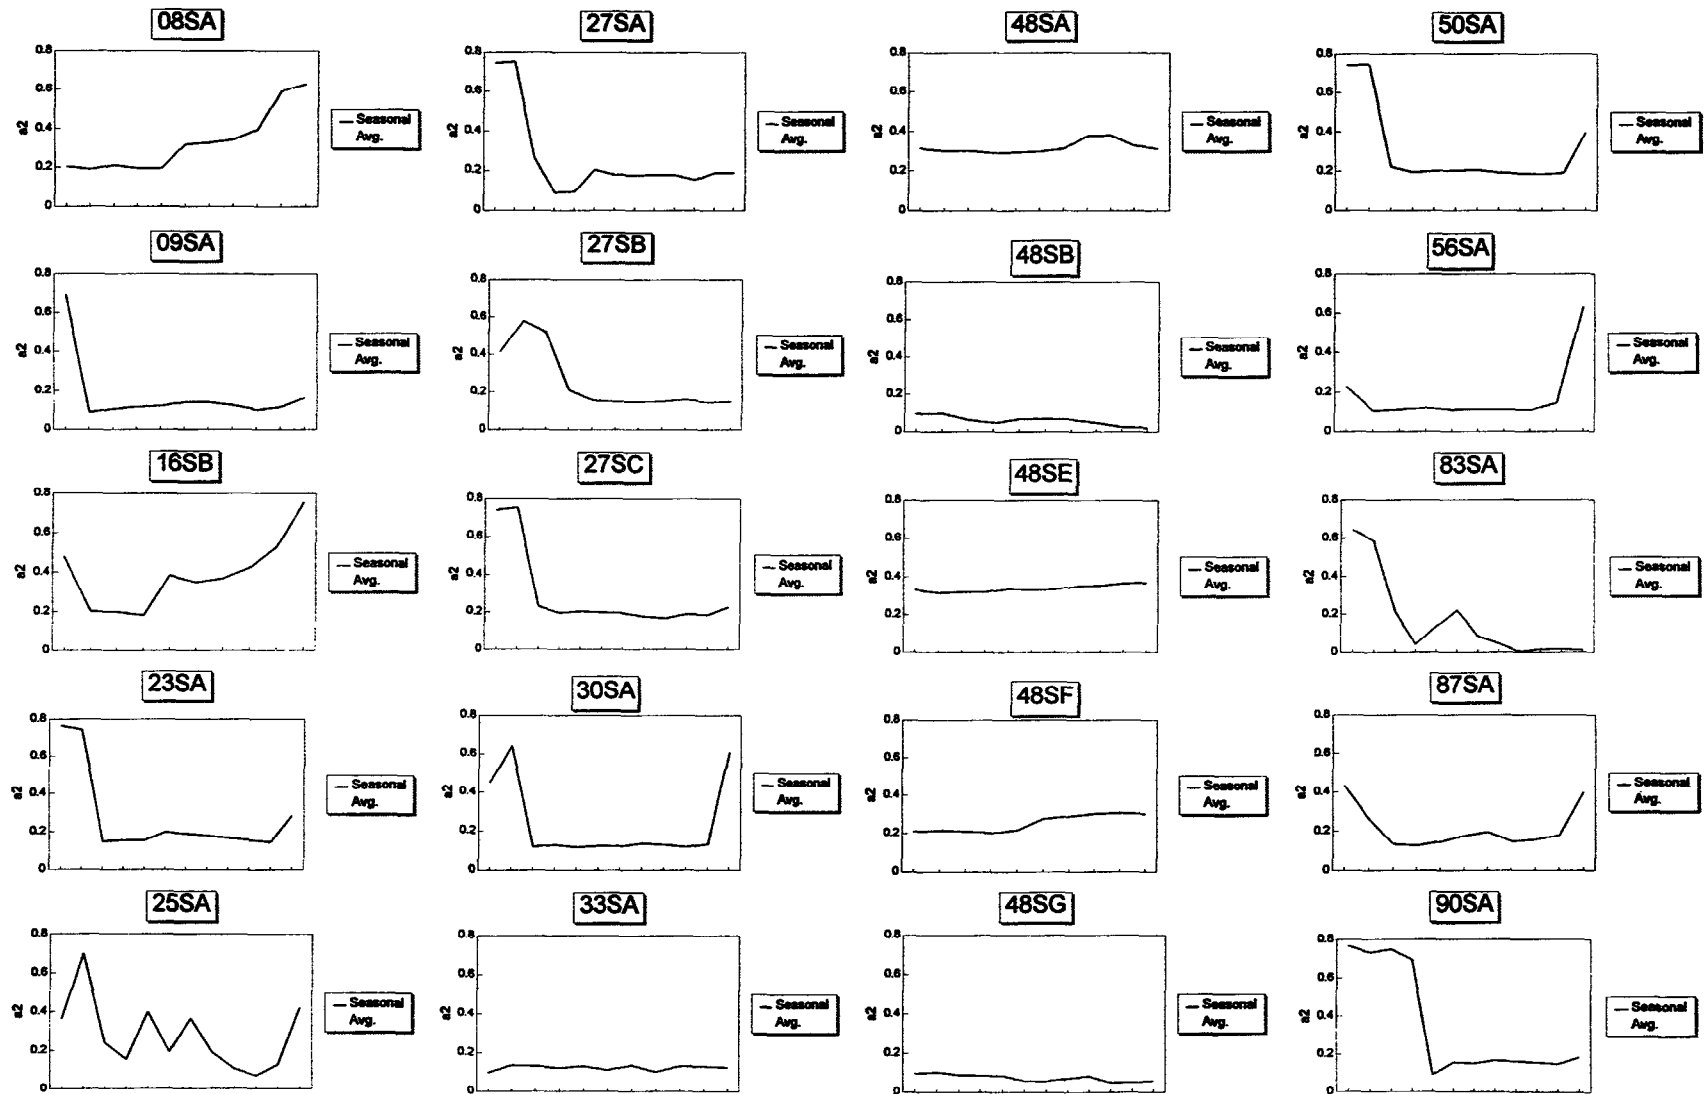 08SA
0.8
0.6
0.4
0.2
0
a2
Seasonal
Avg.
27SA
0.8
0.6
0.4
0.2
0
a2
Seasonal
Avg.
48SA
0.8
0.6
0.4
0.2
0
a2
Seasonal
Avg.
50SA
0.8
0.6
0.4
0.2
0
a2
Seasonal
Avg.
09SA
0.8
0.6
0.4
0.2
0
a2
Seasonal
Avg.
27SB
0.8
0.6
0.4
0.2
0
a2
Seasonal
Avg.
48SB
0.8
0.6
0.4
0.2
0
a2
Seasonal
Avg.
56SA
0.8
0.6
0.4
0.2
0
a2
Seasonal
Avg.
16SB
0.8
0.6
0.4
0.2
0
a2
Seasonal
Avg.
27SC
0.8
0.6
0.4
0.2
0
a2
Seasonal
Avg.
48SE
0.8
0.6
0.4
0.2
0
a2
Seasonal
Avg.
83SA
0.8
0.6
0.4
0.2
0
a2
Seasonal
Avg.
23SA
0.8
0.6
0.4
0.2
0
a2
Seasonal
Avg.
30SA
0.8
0.6
0.4
0.2
0
a2
Seasonal
Avg.
48SF
0.8
0.6
0.4
0.2
0
a2
Seasonal
Avg.
87SA
0.8
0.6
0.4
0.2
0
a2
Seasonal
Avg.
25SA
0.8
0.6
0.4
0.2
0
a2
Seasonal
Avg.
33SA
0.8
0.6
0.4
0.2
0
a2
Seasonal
Avg.
48SG
0.8
0.6
0.4
0.2
0
a2
Seasonal
Avg.
90SA
0.8
0.6
0.4
0.2
0
a2
Seasonal
Avg.